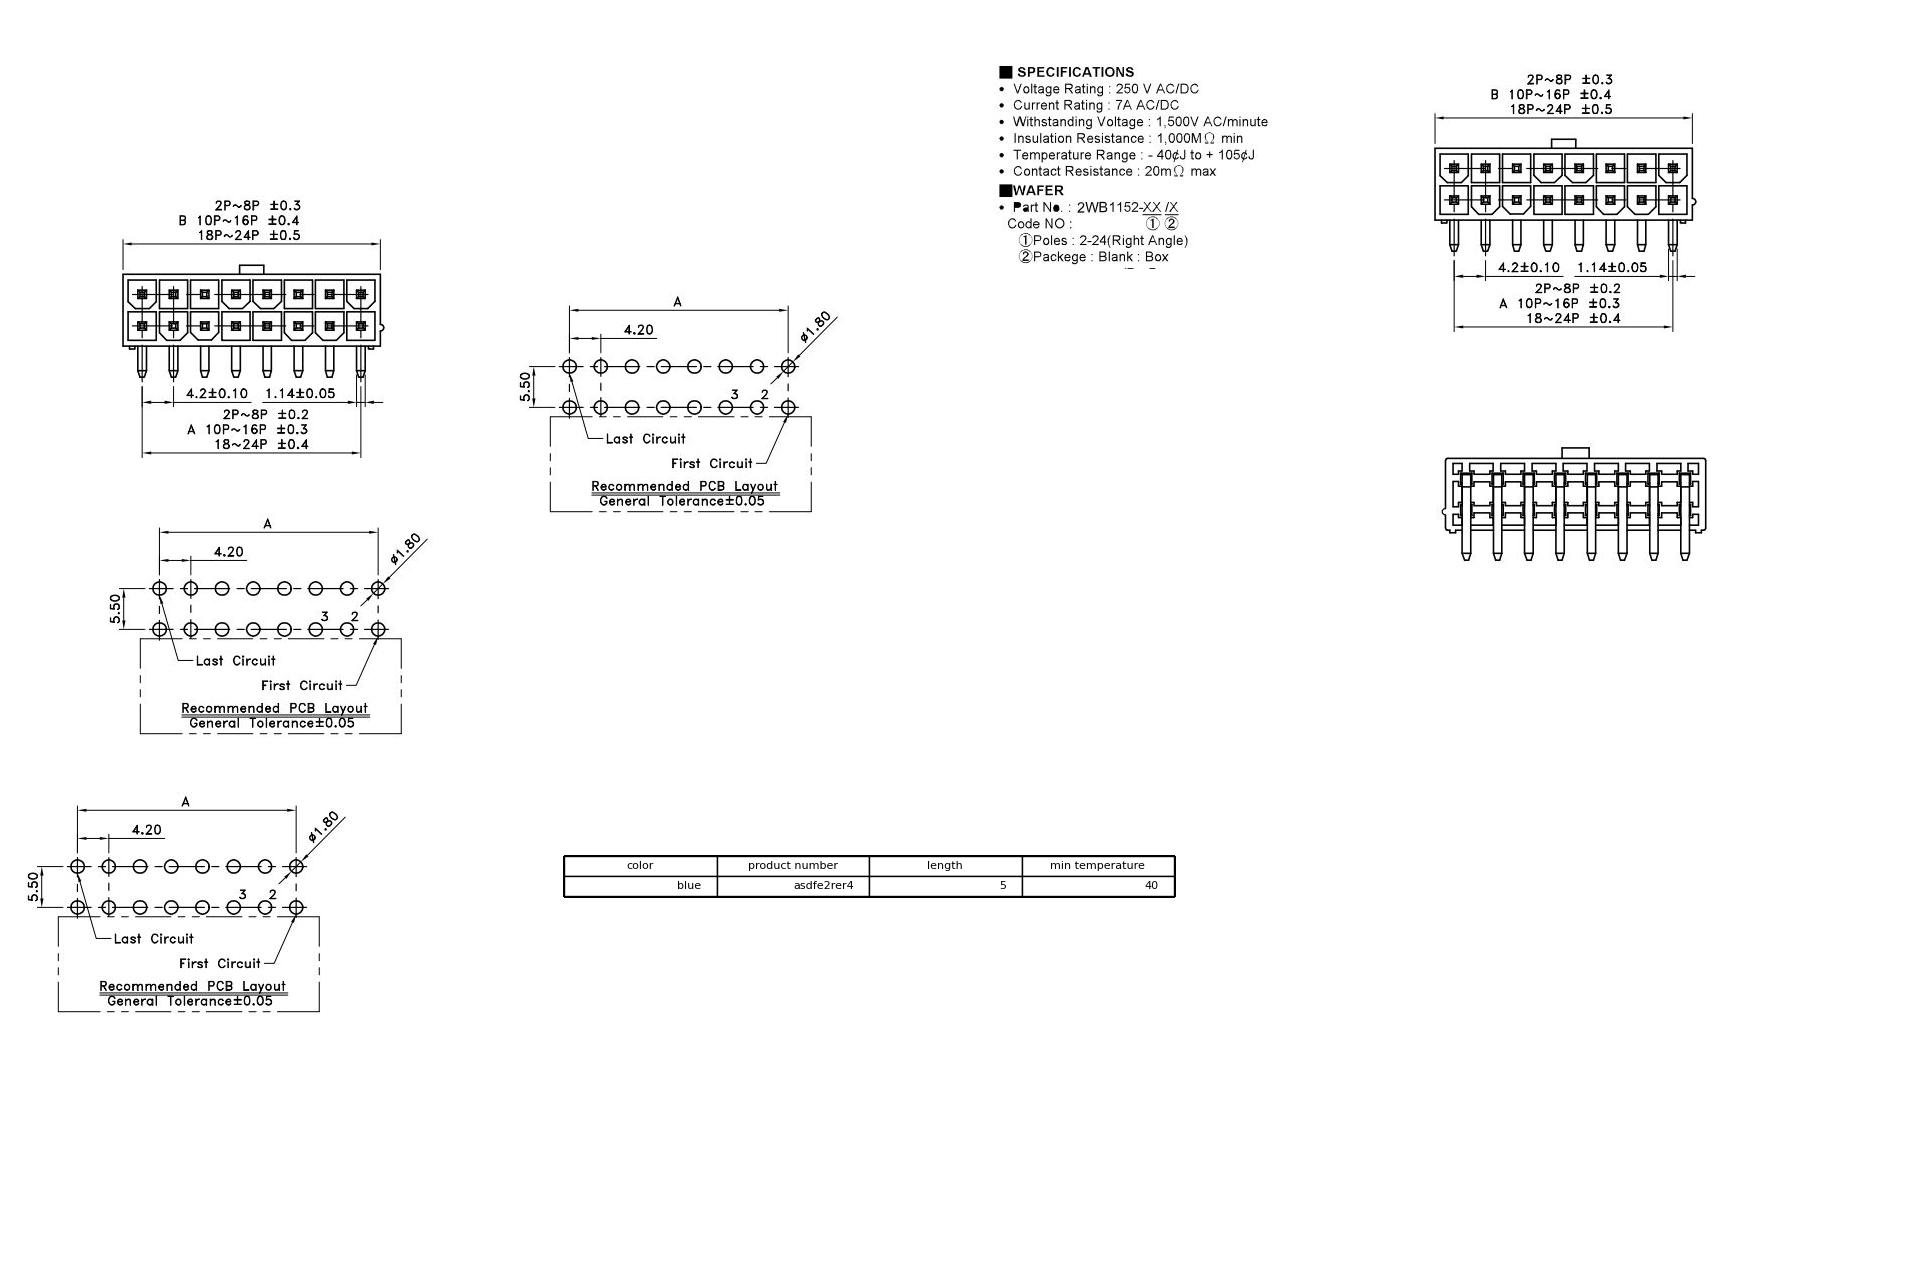 ■ SPECIFICATIONS
• Voltage Rating : 250 V AC/DC
• Current Rating : 7A AC/DC
• Withstanding Voltage : 1,500V AC/minute
• Insulation Resistance : 1,000MΩ min
• Temperature Range : - 40¢J to + 105¢J
• Contact Resistance : 20mΩ max
■WAFER
• Part No. : 2WB1152-XX /X
Code NO : ① ②
①Poles : 2-24(Right Angle)
②Packege : Blank : Box
2P~8P ±0.3
B 10P~16P ±0.4
18P~24P ±0.5
4.2±0.10 1.14±0.05
2P~8P ±0.2
A 10P~16P ±0.3
18~24P ±0.4
2P~8P ±0.3
B 10P~16P ±0.4
18P~24P ±0.5
4.2±0.10 1.14±0.05
2P~8P ±0.2
A 10P~16P ±0.3
18~24P ±0.4
A
4.20
ø1.80
5.50
3 2
Last Circuit
First Circuit
Recommended PCB Layout
General Tolerance±0.05
A
4.20
ø1.80
5.50
3 2
Last Circuit
First Circuit
Recommended PCB Layout
General Tolerance±0.05
A
4.20
ø1.80
5.50
3 2
Last Circuit
First Circuit
Recommended PCB Layout
General Tolerance±0.05
color product number length min temperature
blue asdfe2rer4 5 40